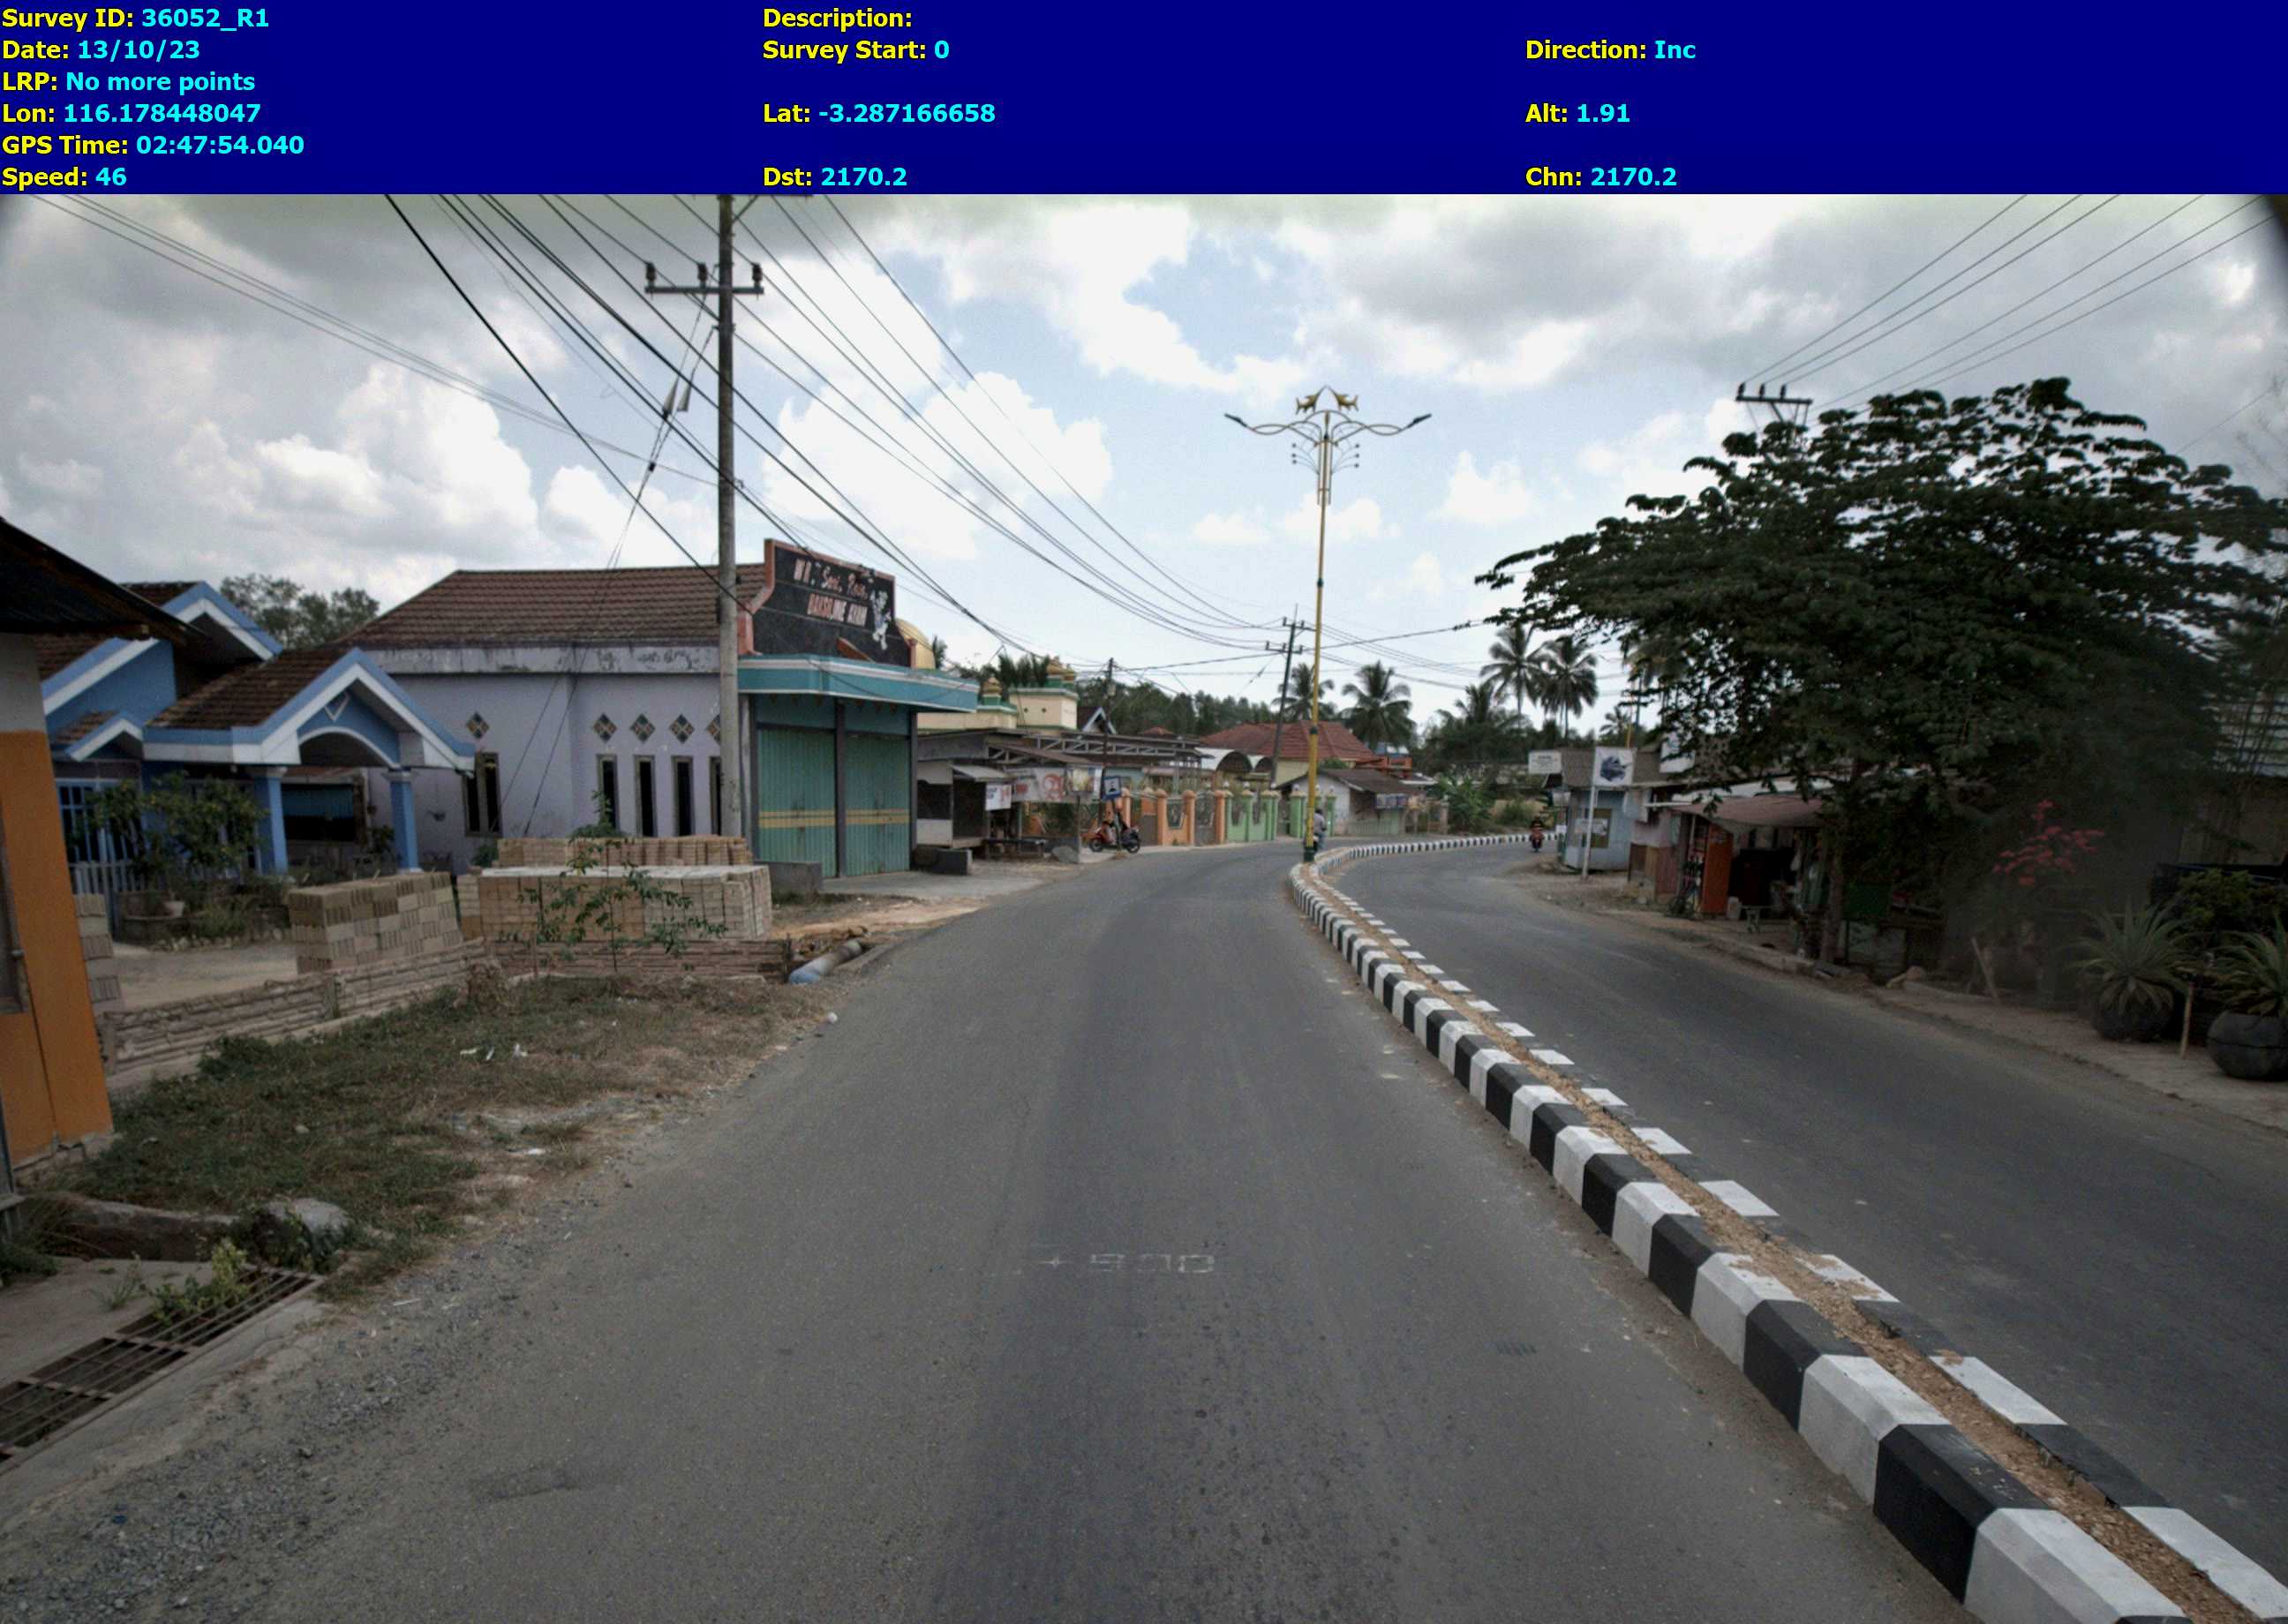 Survey ID: 36052_R1
Description:
Date: 13/10/23
Survey Start: 0
Direction: Inc
LRP: No more points
Lon: 116.178448047
Lat: -3.287166658
Alt: 1.91
GPS Time: 02:47:54.040
Speed: 46
Dst: 2170.2
Chn: 2170.2
+ 900